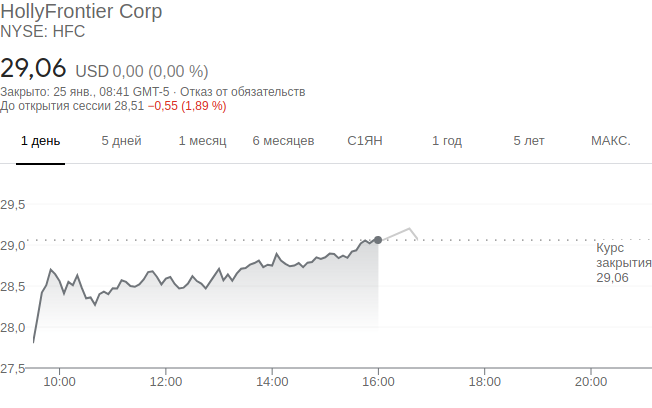 HollyFrontier Corp
NYSE: HFC
29,06 USD 0,00 (0,00 %)
Закрыто: 25 янв., 08:41 GMT-5 · Отказ от обязательств
До открытия сессии 28,51 −0,55 (1,89 %)
1 день 5 дней 1 месяц 6 месяцев С1ЯН 1 год 5 лет МАКС.
29,5
29,0
Курс
закрытия
29,06
28,5
28,0
27,5
10:00 12:00 14:00 16:00 18:00 20:00